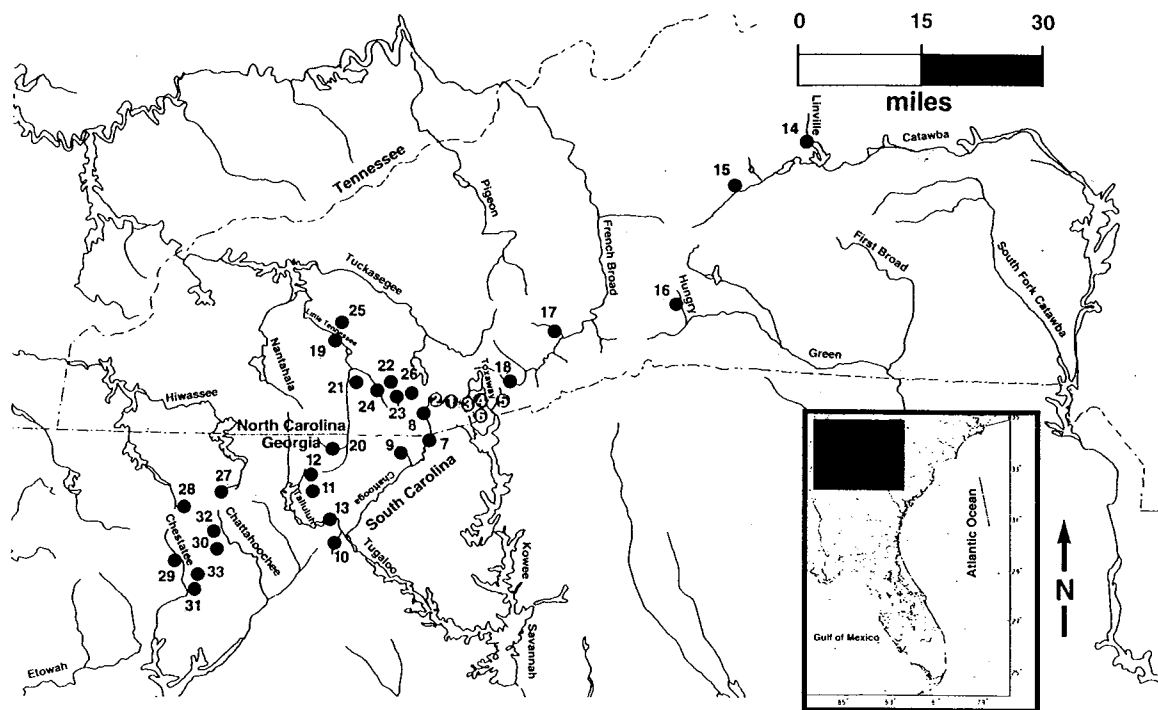 0 15 30
miles
Linville
14
Catawba
15
Tennessee
Pigeon
French Broad
First Broad
South Fork Catawba
Tuckasegee
Hungry
16
17
25
Little Tennessee
19
Nantahala
Green
22
26
Toxaway
18
21
24
23
2
1
3
4
5
6
8
Hiwassee
North Carolina
Georgia
20
9
7
12
11
Tallulah
Chattooga
South Carolina
27
28
13
10
Tugaloo
Chestatee
32
30
Chattahoochee
29
33
31
Keowee
Savannah
Etowah
Atlantic Ocean
Gulf of Mexico
N